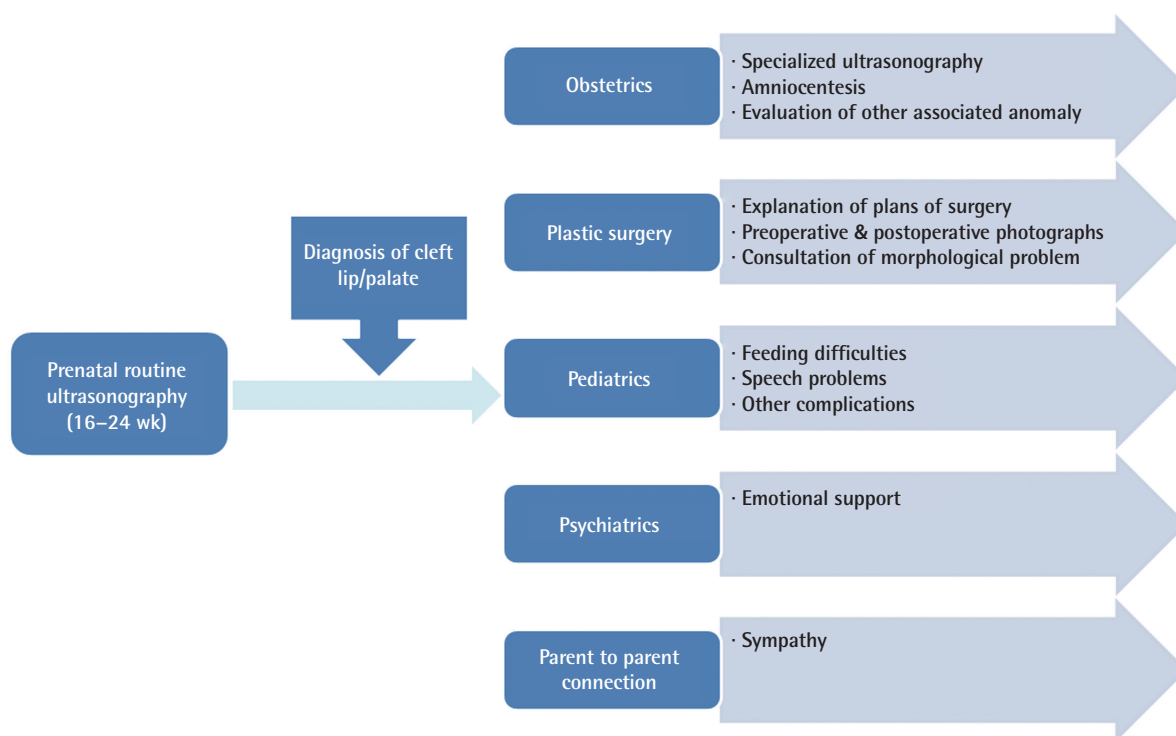 Prenatal routine
ultrasonography
(16–24 wk)
Diagnosis of cleft
lip/palate
Obstetrics
· Specialized ultrasonography
· Amniocentesis
· Evaluation of other associated anomaly
Plastic surgery
· Explanation of plans of surgery
· Preoperative & postoperative photographs
· Consultation of morphological problem
Pediatrics
· Feeding difficulties
· Speech problems
· Other complications
Psychiatrics
· Emotional support
Parent to parent
connection
· Sympathy